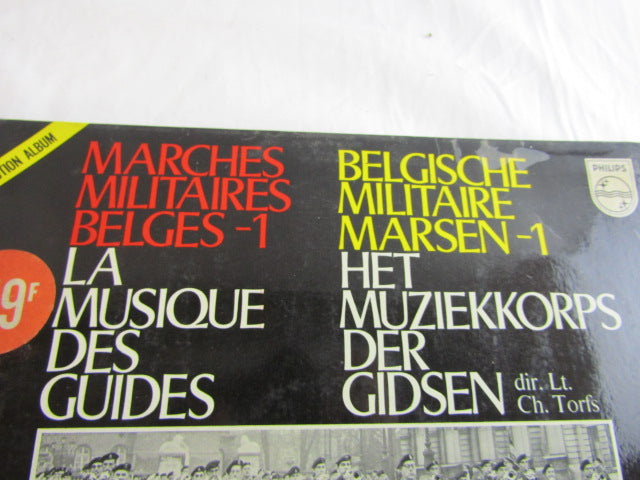 ALBUM
MARCHES
MILITAIRES
BELGES -1
LA
MUSIQUE
DES
GUIDES
BELGISCHE
MILITAIRE
MARSEN -1
HET
MUZIEKKORPS
DER
GIDSEN dir. Lt.
Ch. Torfs
PHILIPS
9F